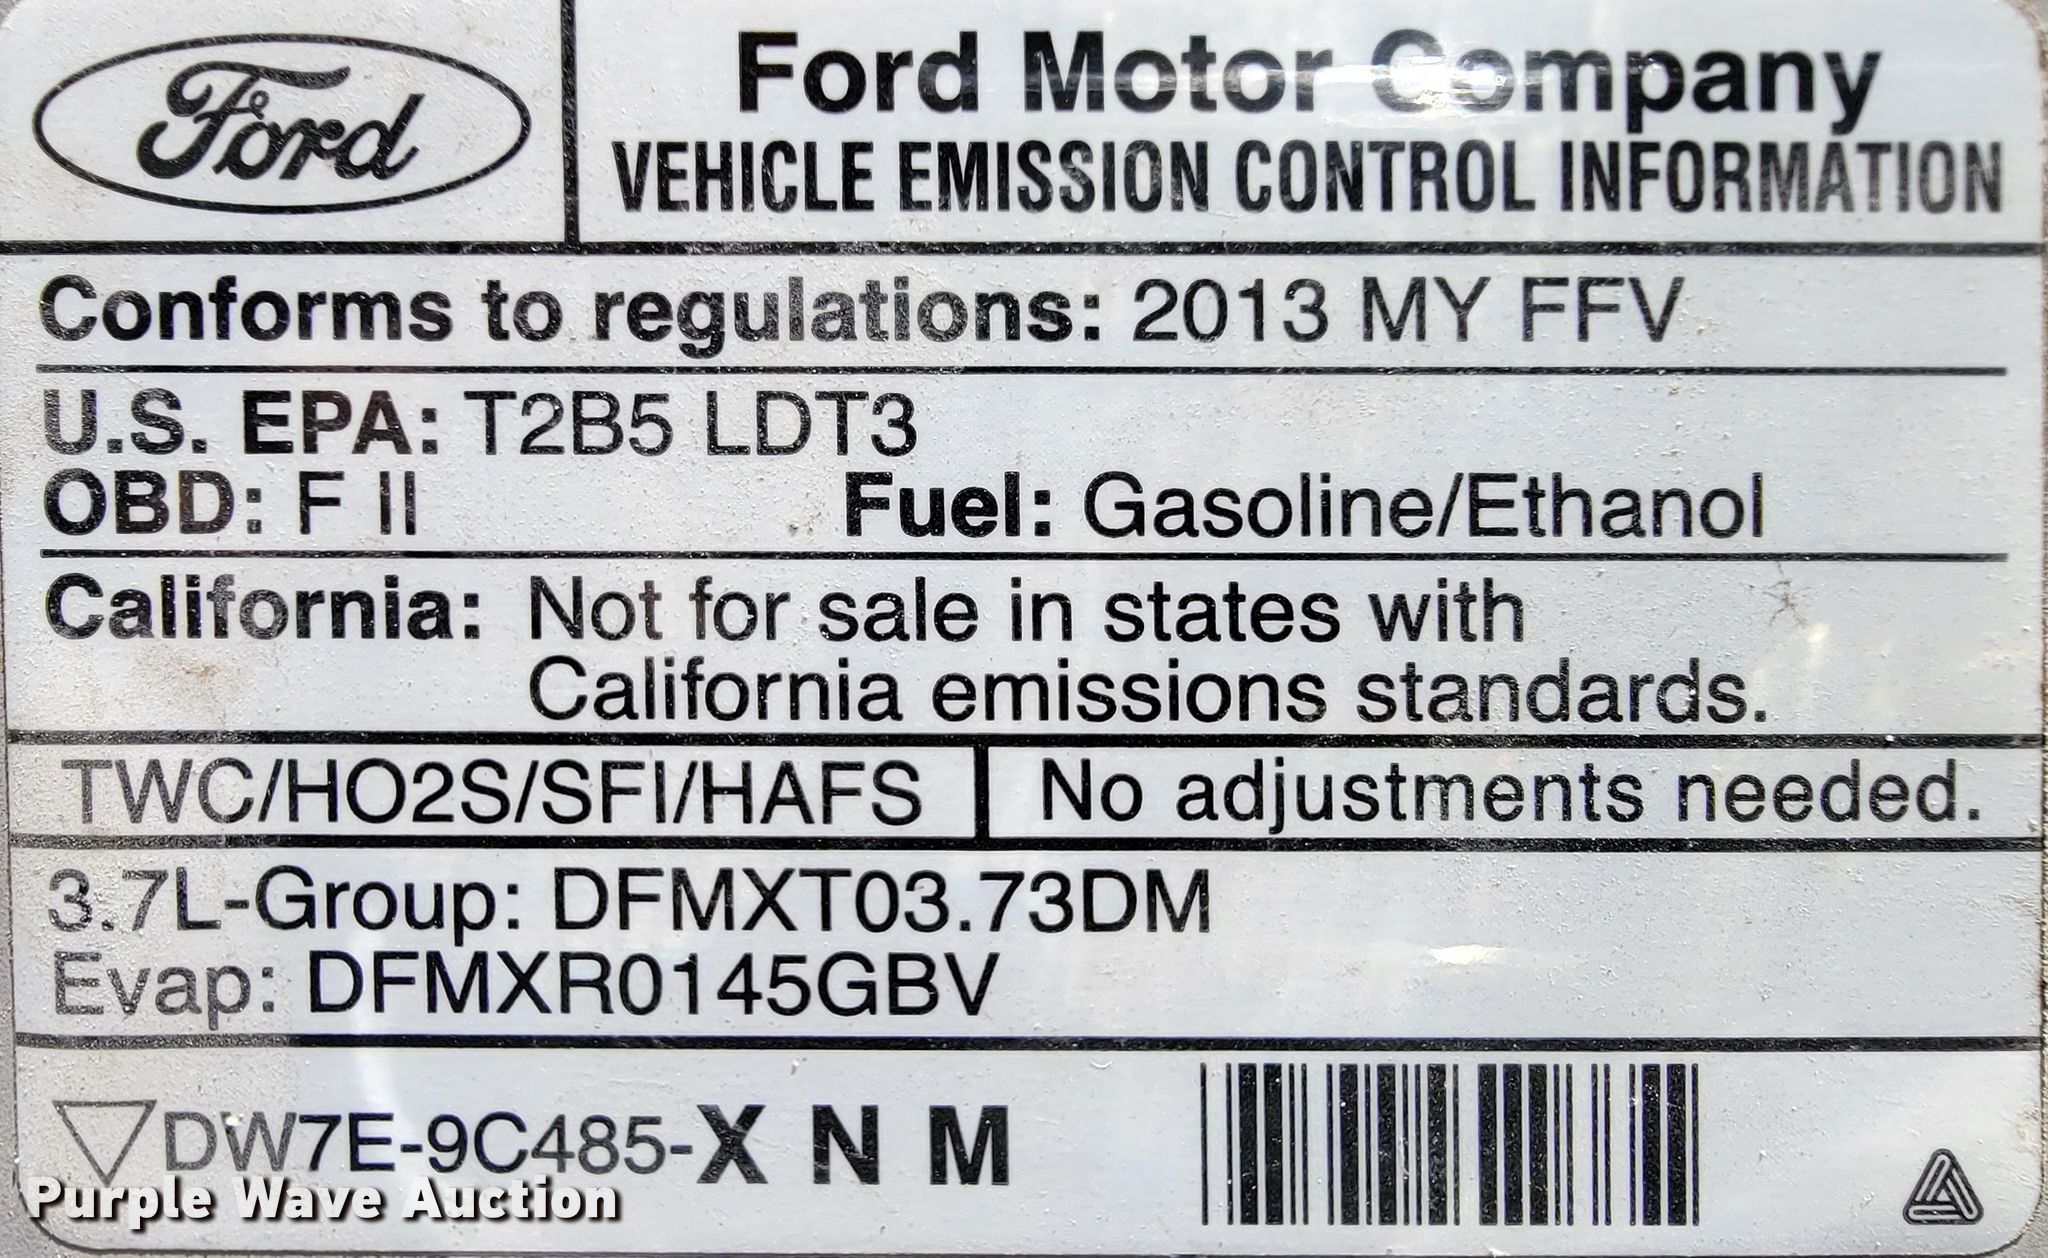 Ford
Ford Motor Company
VEHICLE EMISSION CONTROL INFORMATION
Conforms to regulations: 2013 MY FFV
U.S. EPA: T2B5 LDT3
OBD: F II Fuel: Gasoline/Ethanol
California: Not for sale in states with
California emissions standards.
TWC/HO2S/SFI/HAFS No adjustments needed.
3.7L-Group: DFMXT03.73DM
Evap: DFMXR0145GBV
DW7E-9C485-X N M
Purple Wave Auction